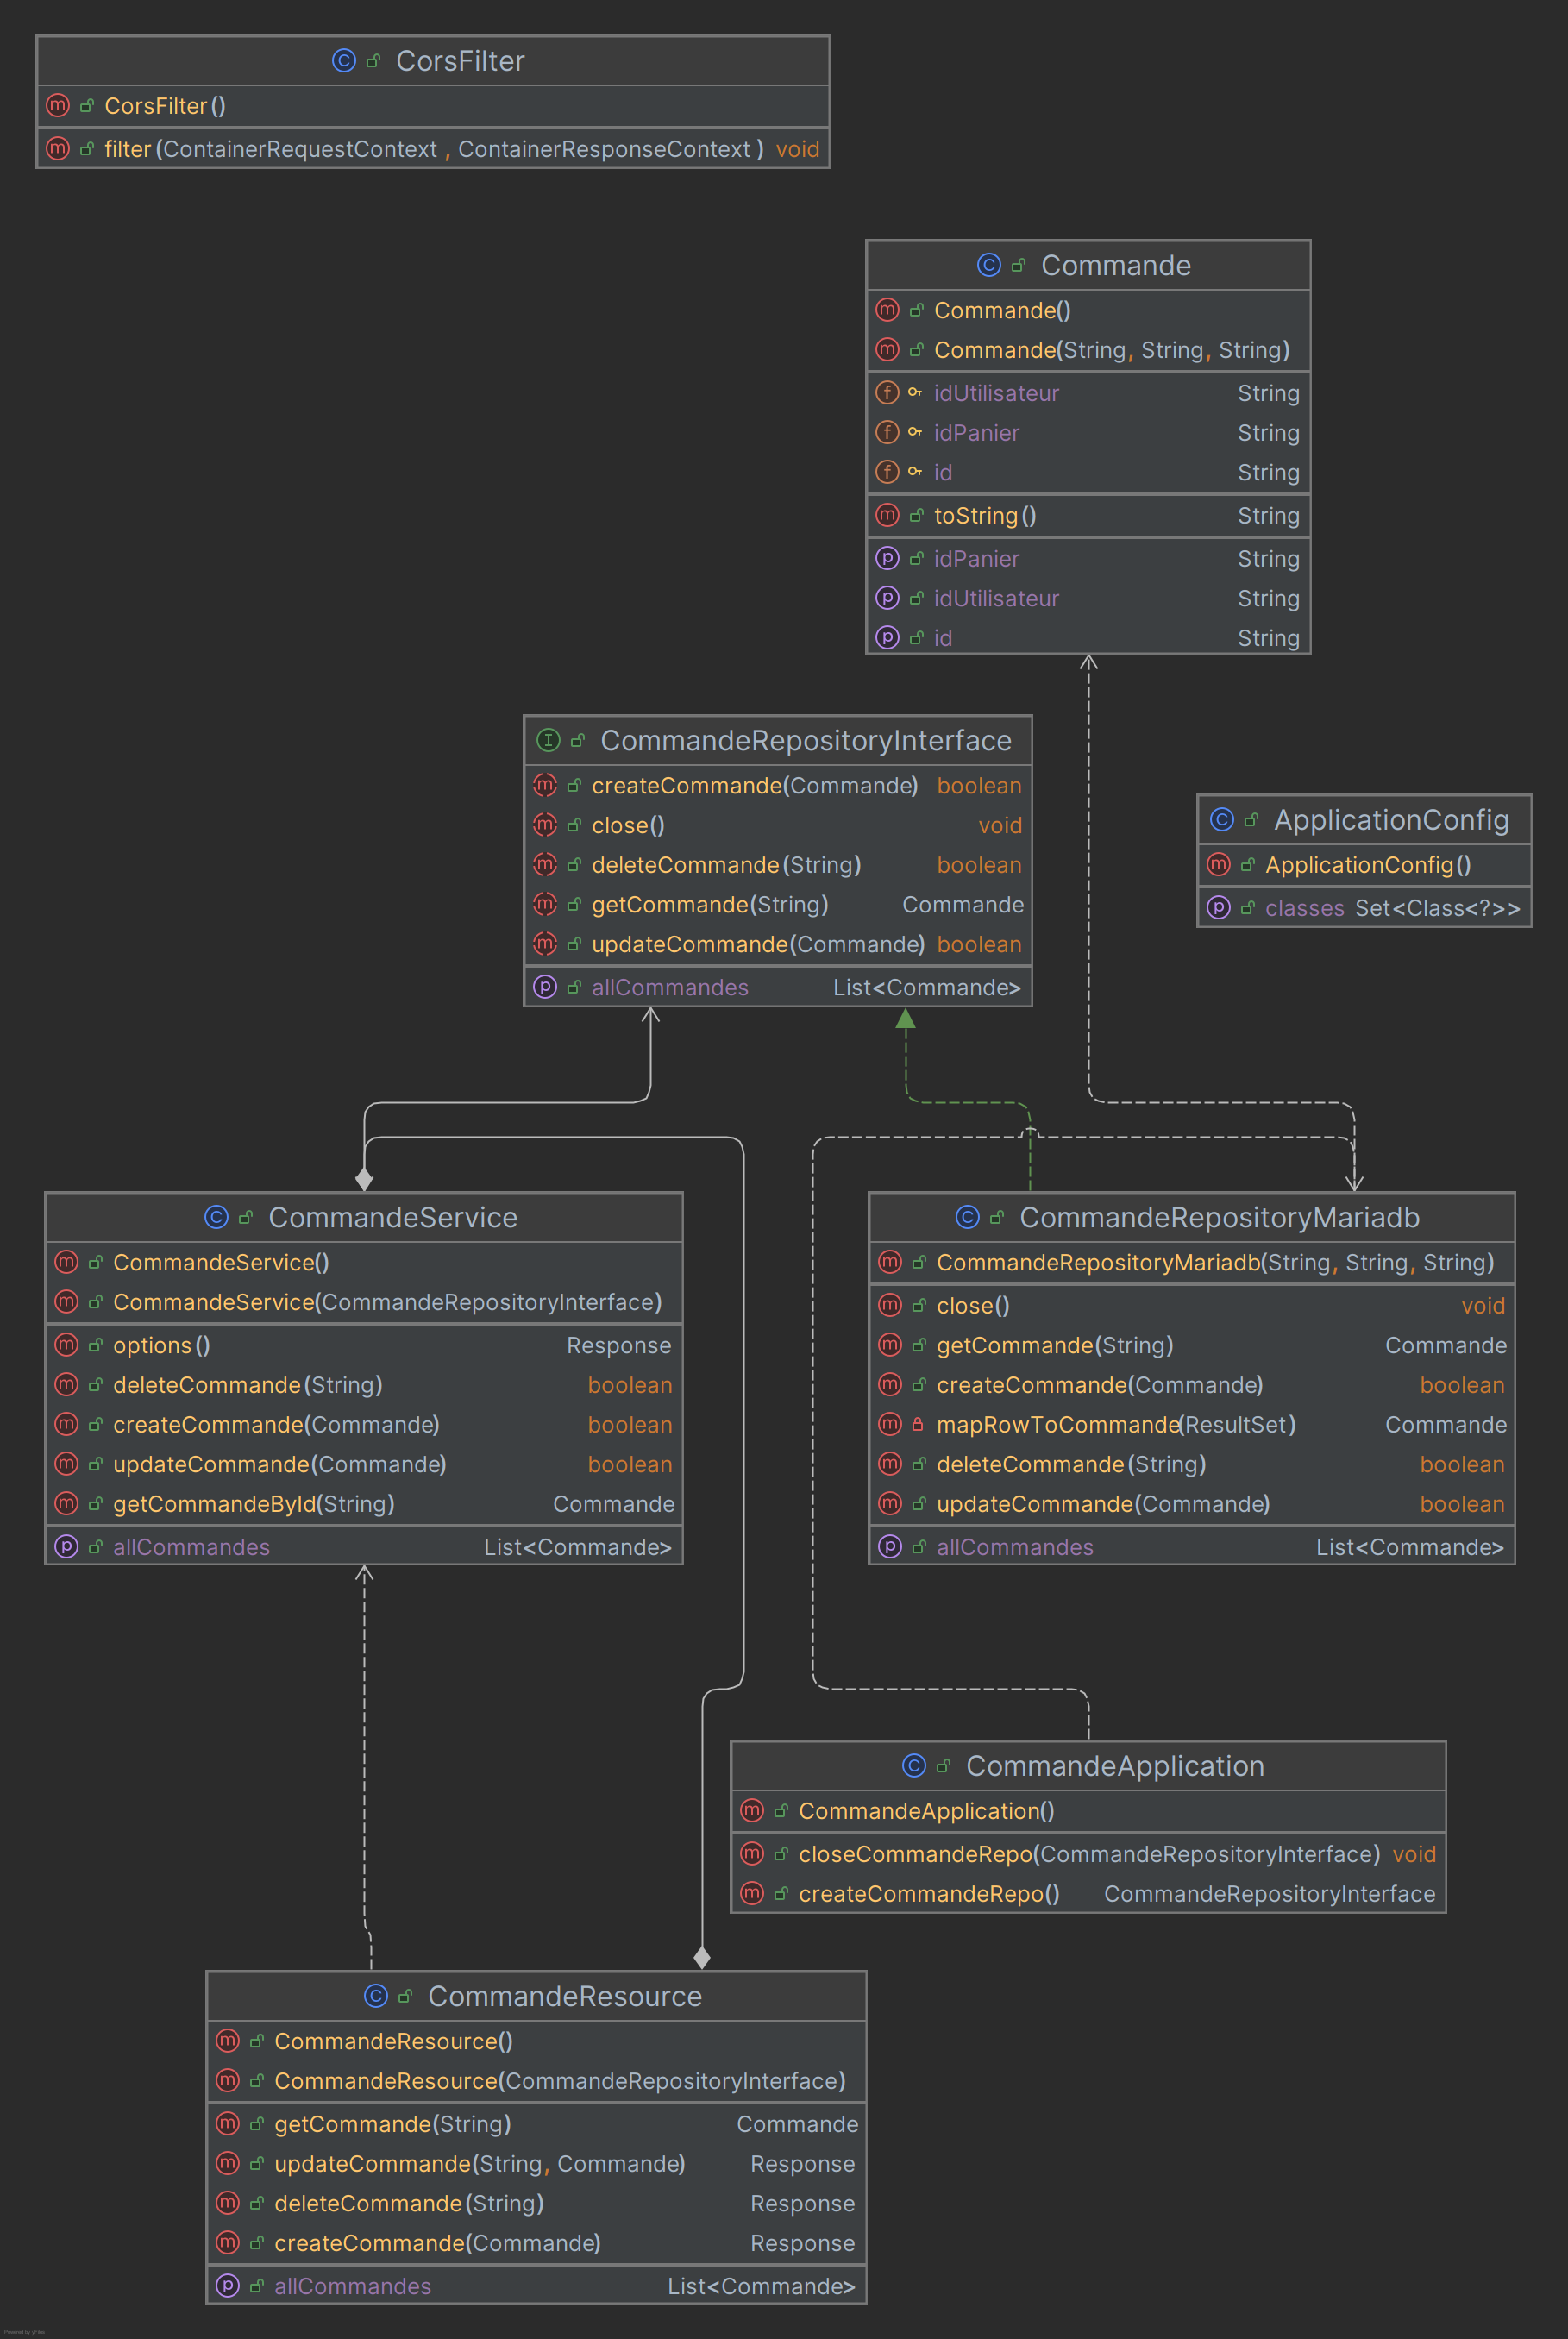 CorsFilter
CorsFilter()
filter(ContainerRequestContext, ContainerResponseContext) void
Commande
Commande()
Commande(String, String, String)
idUtilisateur String
idPanier String
id String
toString() String
idPanier String
idUtilisateur String
id String
CommandeRepositoryInterface
createCommande(Commande) boolean
close() void
deleteCommande(String) boolean
getCommande(String) Commande
updateCommande(Commande) boolean
allCommandes List<Commande>
ApplicationConfig
ApplicationConfig()
classes Set<Class<?>>
CommandeService
CommandeService()
CommandeService(CommandeRepositoryInterface)
options() Response
deleteCommande(String) boolean
createCommande(Commande) boolean
updateCommande(Commande) boolean
getCommandeById(String) Commande
allCommandes List<Commande>
CommandeRepositoryMariadb
CommandeRepositoryMariadb(String, String, String)
close() void
getCommande(String) Commande
createCommande(Commande) boolean
mapRowToCommande(ResultSet) Commande
deleteCommande(String) boolean
updateCommande(Commande) boolean
allCommandes List<Commande>
CommandeApplication
CommandeApplication()
closeCommandeRepo(CommandeRepositoryInterface) void
createCommandeRepo() CommandeRepositoryInterface
CommandeResource
CommandeResource()
CommandeResource(CommandeRepositoryInterface)
getCommande(String) Commande
updateCommande(String, Commande) Response
deleteCommande(String) Response
createCommande(Commande) Response
allCommandes List<Commande>
Powered by yFiles